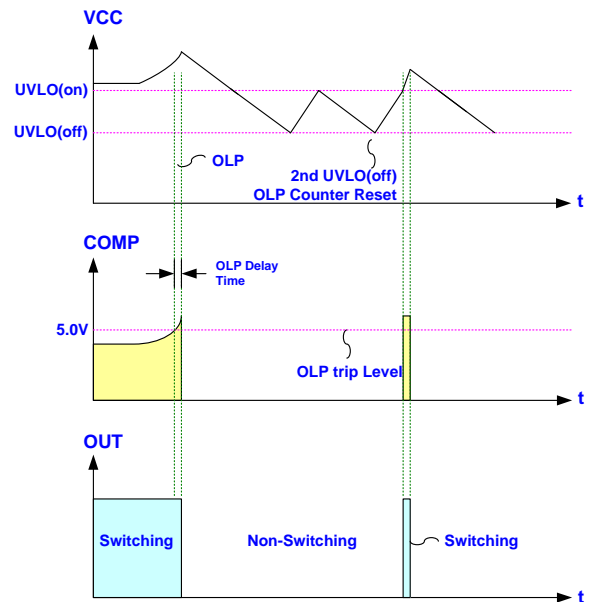 VCC
UVLO(on)
UVLO(off)
OLP
2nd UVLO(off)
OLP Counter Reset
t
COMP
OLP Delay
Time
5.0V
OLP trip Level
t
OUT
Switching
Non-Switching
Switching
t